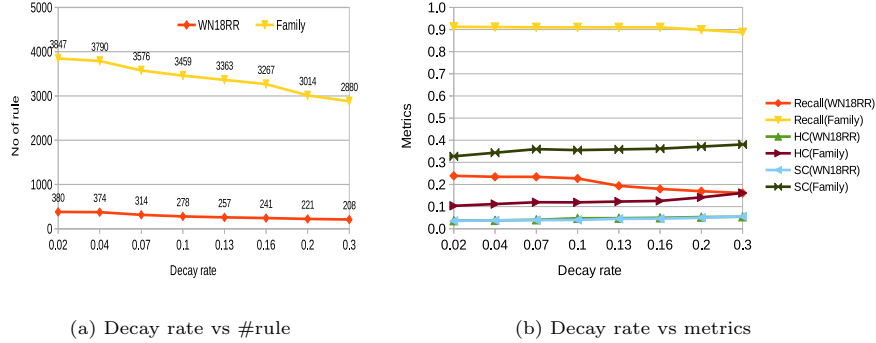 WN18RR Family
5000
4000
3000
2000
1000
0
No of rule
3847 3790 3576 3459 3363 3267 3014 2880
380 374 314 278 257 241 221 208
0.02 0.04 0.07 0.1 0.13 0.16 0.2 0.3
Decay rate
(a) Decay rate vs #rule
1.0
0.9
0.8
0.7
0.6
0.5
0.4
0.3
0.2
0.1
0.0
Metrics
0.02 0.04 0.07 0.1 0.13 0.16 0.2 0.3
Decay rate
Recall(WN18RR)
Recall(Family)
HC(WN18RR)
HC(Family)
SC(WN18RR)
SC(Family)
(b) Decay rate vs metrics